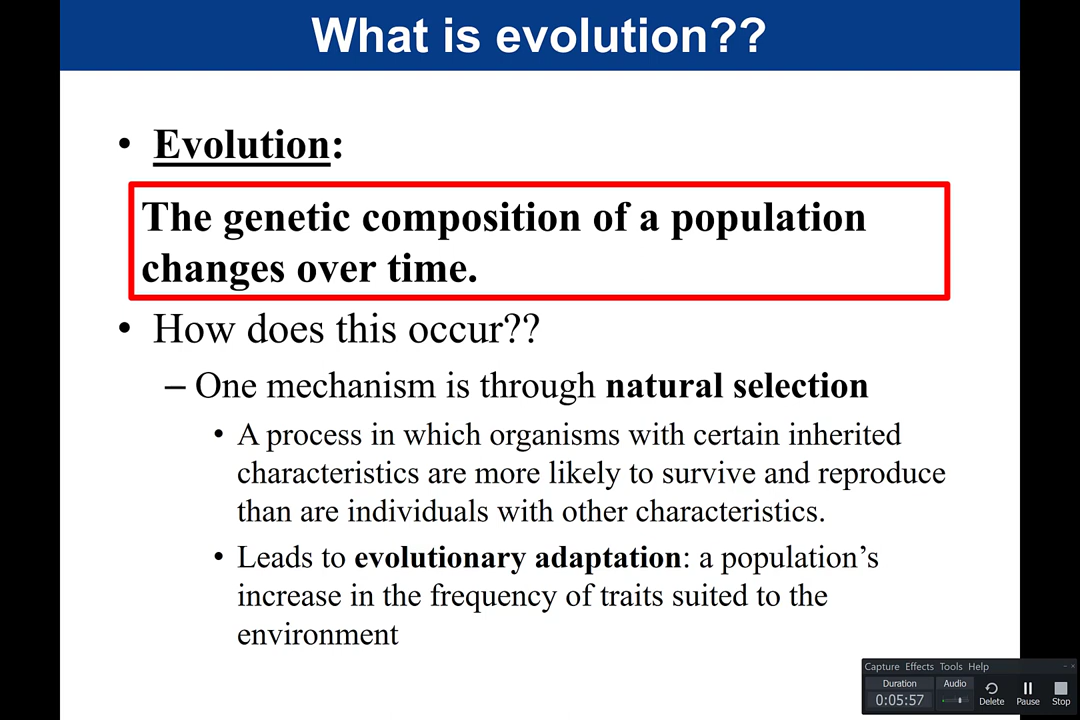 What is evolution??
• Evolution:
The genetic composition of a population
changes over time.
• How does this occur??
– One mechanism is through natural selection
• A process in which organisms with certain inherited
characteristics are more likely to survive and reproduce
than are individuals with other characteristics.
• Leads to evolutionary adaptation: a population’s
increase in the frequency of traits suited to the
environment
Capture Effects Tools Help
Duration Audio
0:05:57 Delete Pause Stop